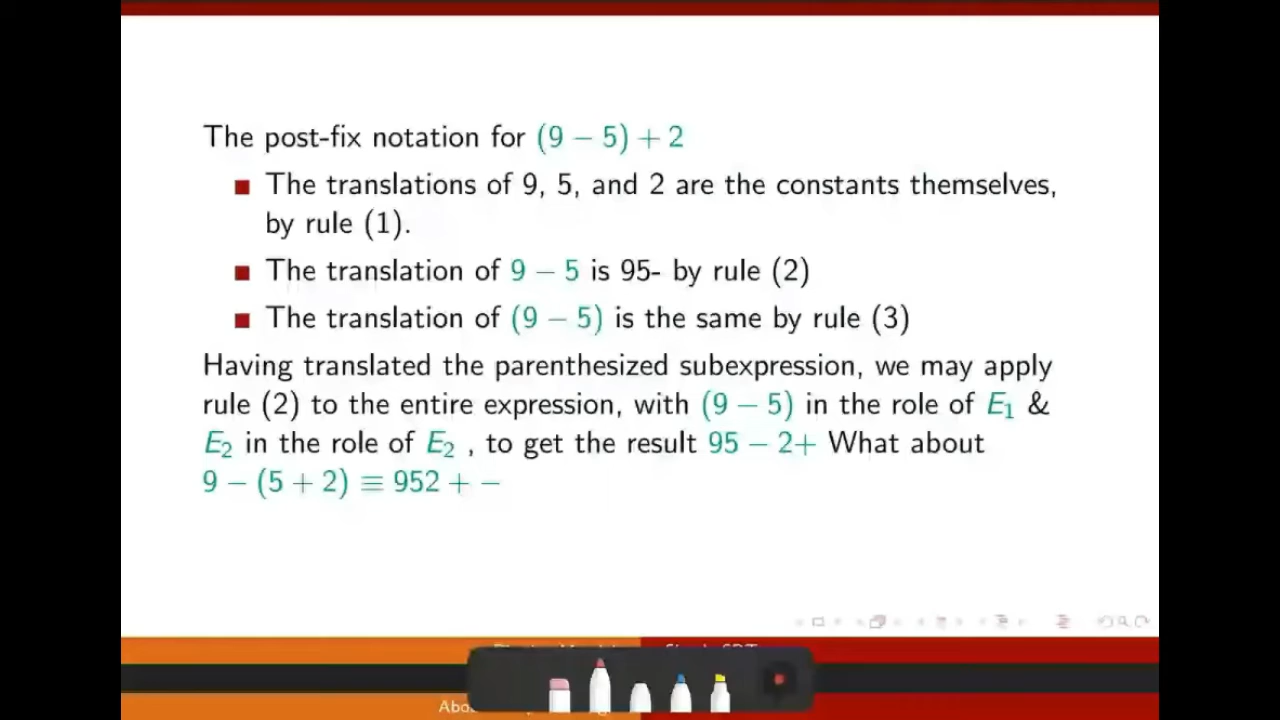 The post-fix notation for (9 − 5) + 2
■ The translations of 9, 5, and 2 are the constants themselves,
by rule (1).
■ The translation of 9 − 5 is 95- by rule (2)
■ The translation of (9 − 5) is the same by rule (3)
Having translated the parenthesized subexpression, we may apply
rule (2) to the entire expression, with (9 − 5) in the role of E₁ &
E₂ in the role of E₂ , to get the result 95 − 2+ What about
9 − (5 + 2) ≡ 952 + −